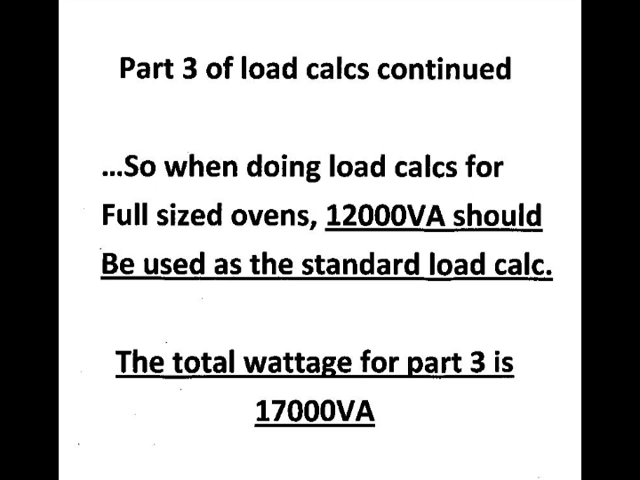 Part 3 of load calcs continued
...So when doing load calcs for
Full sized ovens, 12000VA should
Be used as the standard load calc.
The total wattage for part 3 is
17000VA